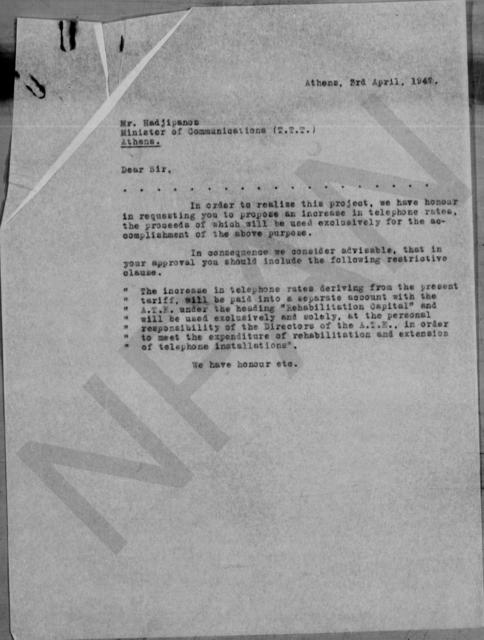 Athens, 3rd April, 1947.
Mr. Hadjipanos
Minister of Communications (T.T.T.)
Athens.
Dear Sir,
. . . . . . . . . . . . . . . . . . .
In order to realize this project, we have honour
in requesting you to propose an increase in telephone rates,
the proceeds of which will be used exclusively for the ac-
complishment of the above purpose.
In consequence we consider advisable, that in
your approval you should include the following restrictive
clause.
" The increase in telephone rates deriving from the present
" tariff, will be paid into a separate account with the
" A.T.E. under the heading "Rehabilitation Capital" and
" will be used exclusively and solely, at the personal
" responsibility of the Directors of the A.T.E., in order
" to meet the expenditure of rehabilitation and extension
" of telephone installations".
We have honour etc.